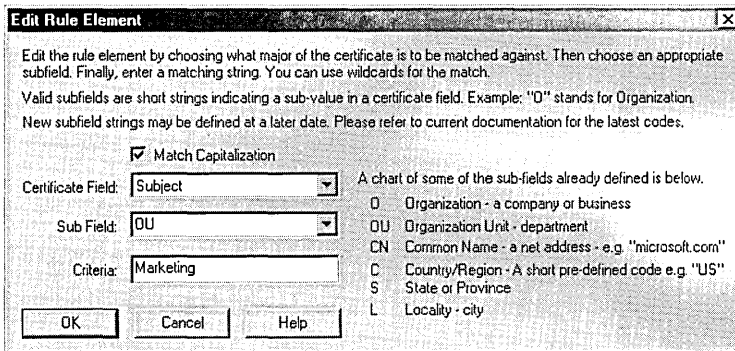 Edit Rule Element
Edit the rule element by choosing what major of the certificate is to be matched against. Then choose an appropriate
subfield. Finally, enter a matching string. You can use wildcards for the match.
Valid subfields are short strings indicating a sub-value in a certificate field. Example: "O" stands for Organization.
New subfield strings may be defined at a later date. Please refer to current documentation for the latest codes.
Match Capitalization
Certificate Field: Subject
Sub Field: OU
Criteria: Marketing
OK Cancel Help
A chart of some of the sub-fields already defined is below.
O Organization - a company or business
OU Organization Unit - department
CN Common Name - a net address - e.g. "microsoft.com"
C Country/Region - A short pre-defined code e.g. "US"
S State or Province
L Locality - city